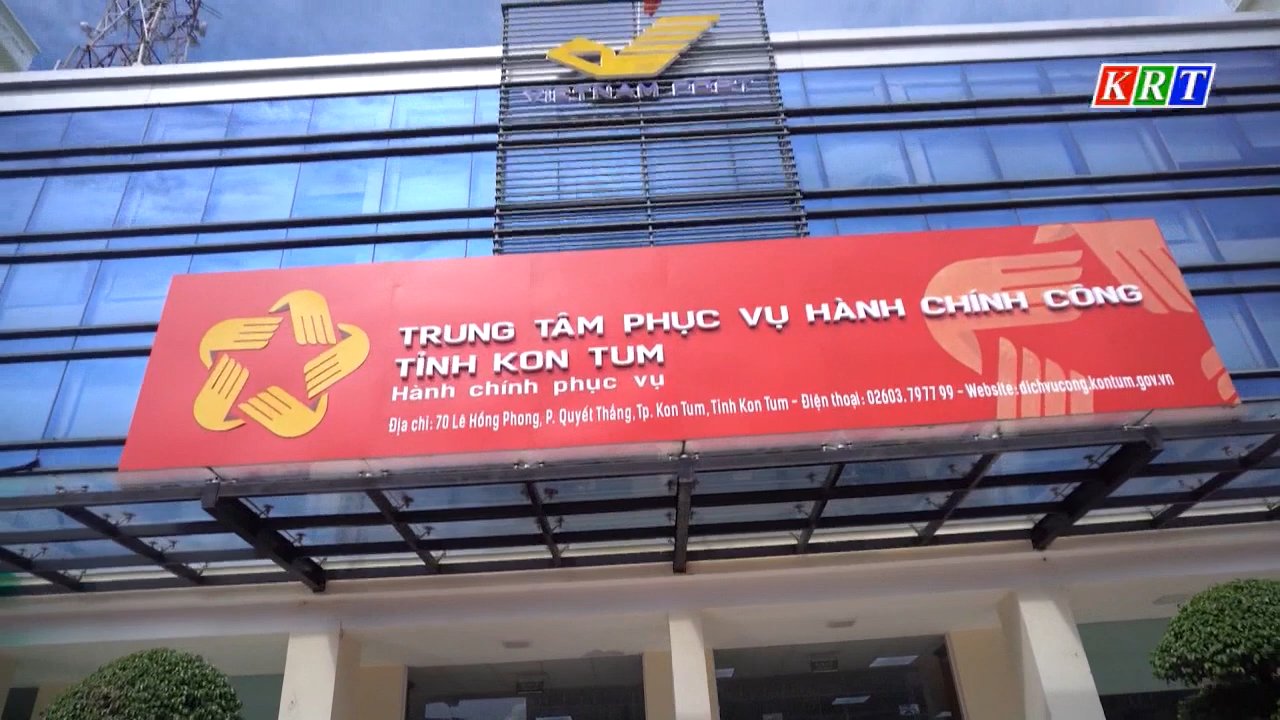 KRT
VIETNAM POST
TRUNG TÂM PHỤC VỤ HÀNH CHÍNH CÔNG
TỈNH KON TUM
Hành chính phục vụ
Địa chỉ: 70 Lê Hồng Phong, P. Quyết Thắng, Tp. Kon Tum, Tỉnh Kon Tum - Điện thoại: 02603.7977 99 - Website: dichvucong.kontum.gov.vn